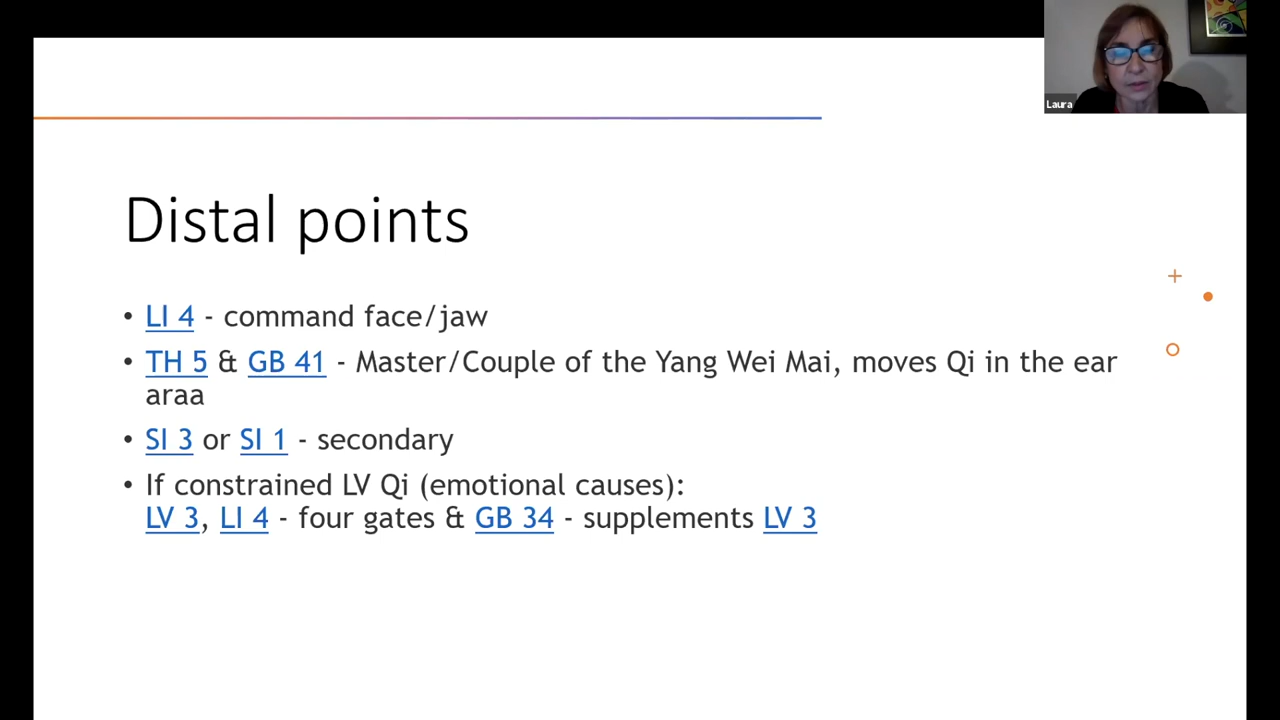 Laura
Distal points
• LI 4 - command face/jaw
• TH 5 & GB 41 - Master/Couple of the Yang Wei Mai, moves Qi in the ear
araa
• SI 3 or SI 1 - secondary
• If constrained LV Qi (emotional causes):
LV 3, LI 4 - four gates & GB 34 - supplements LV 3